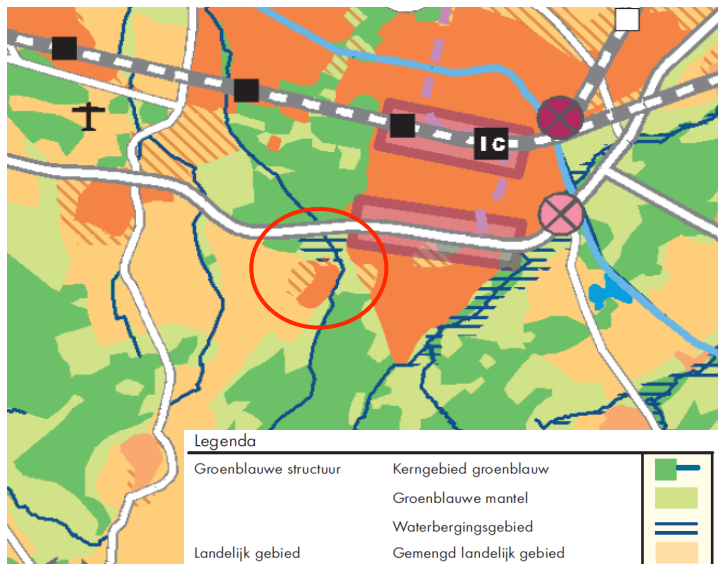 IC
Legenda
Groenblauwe structuur Kerngebied groenblauw
Groenblauwe mantel
Waterbergingsgebied
Landelijk gebied Gemengd landelijk gebied